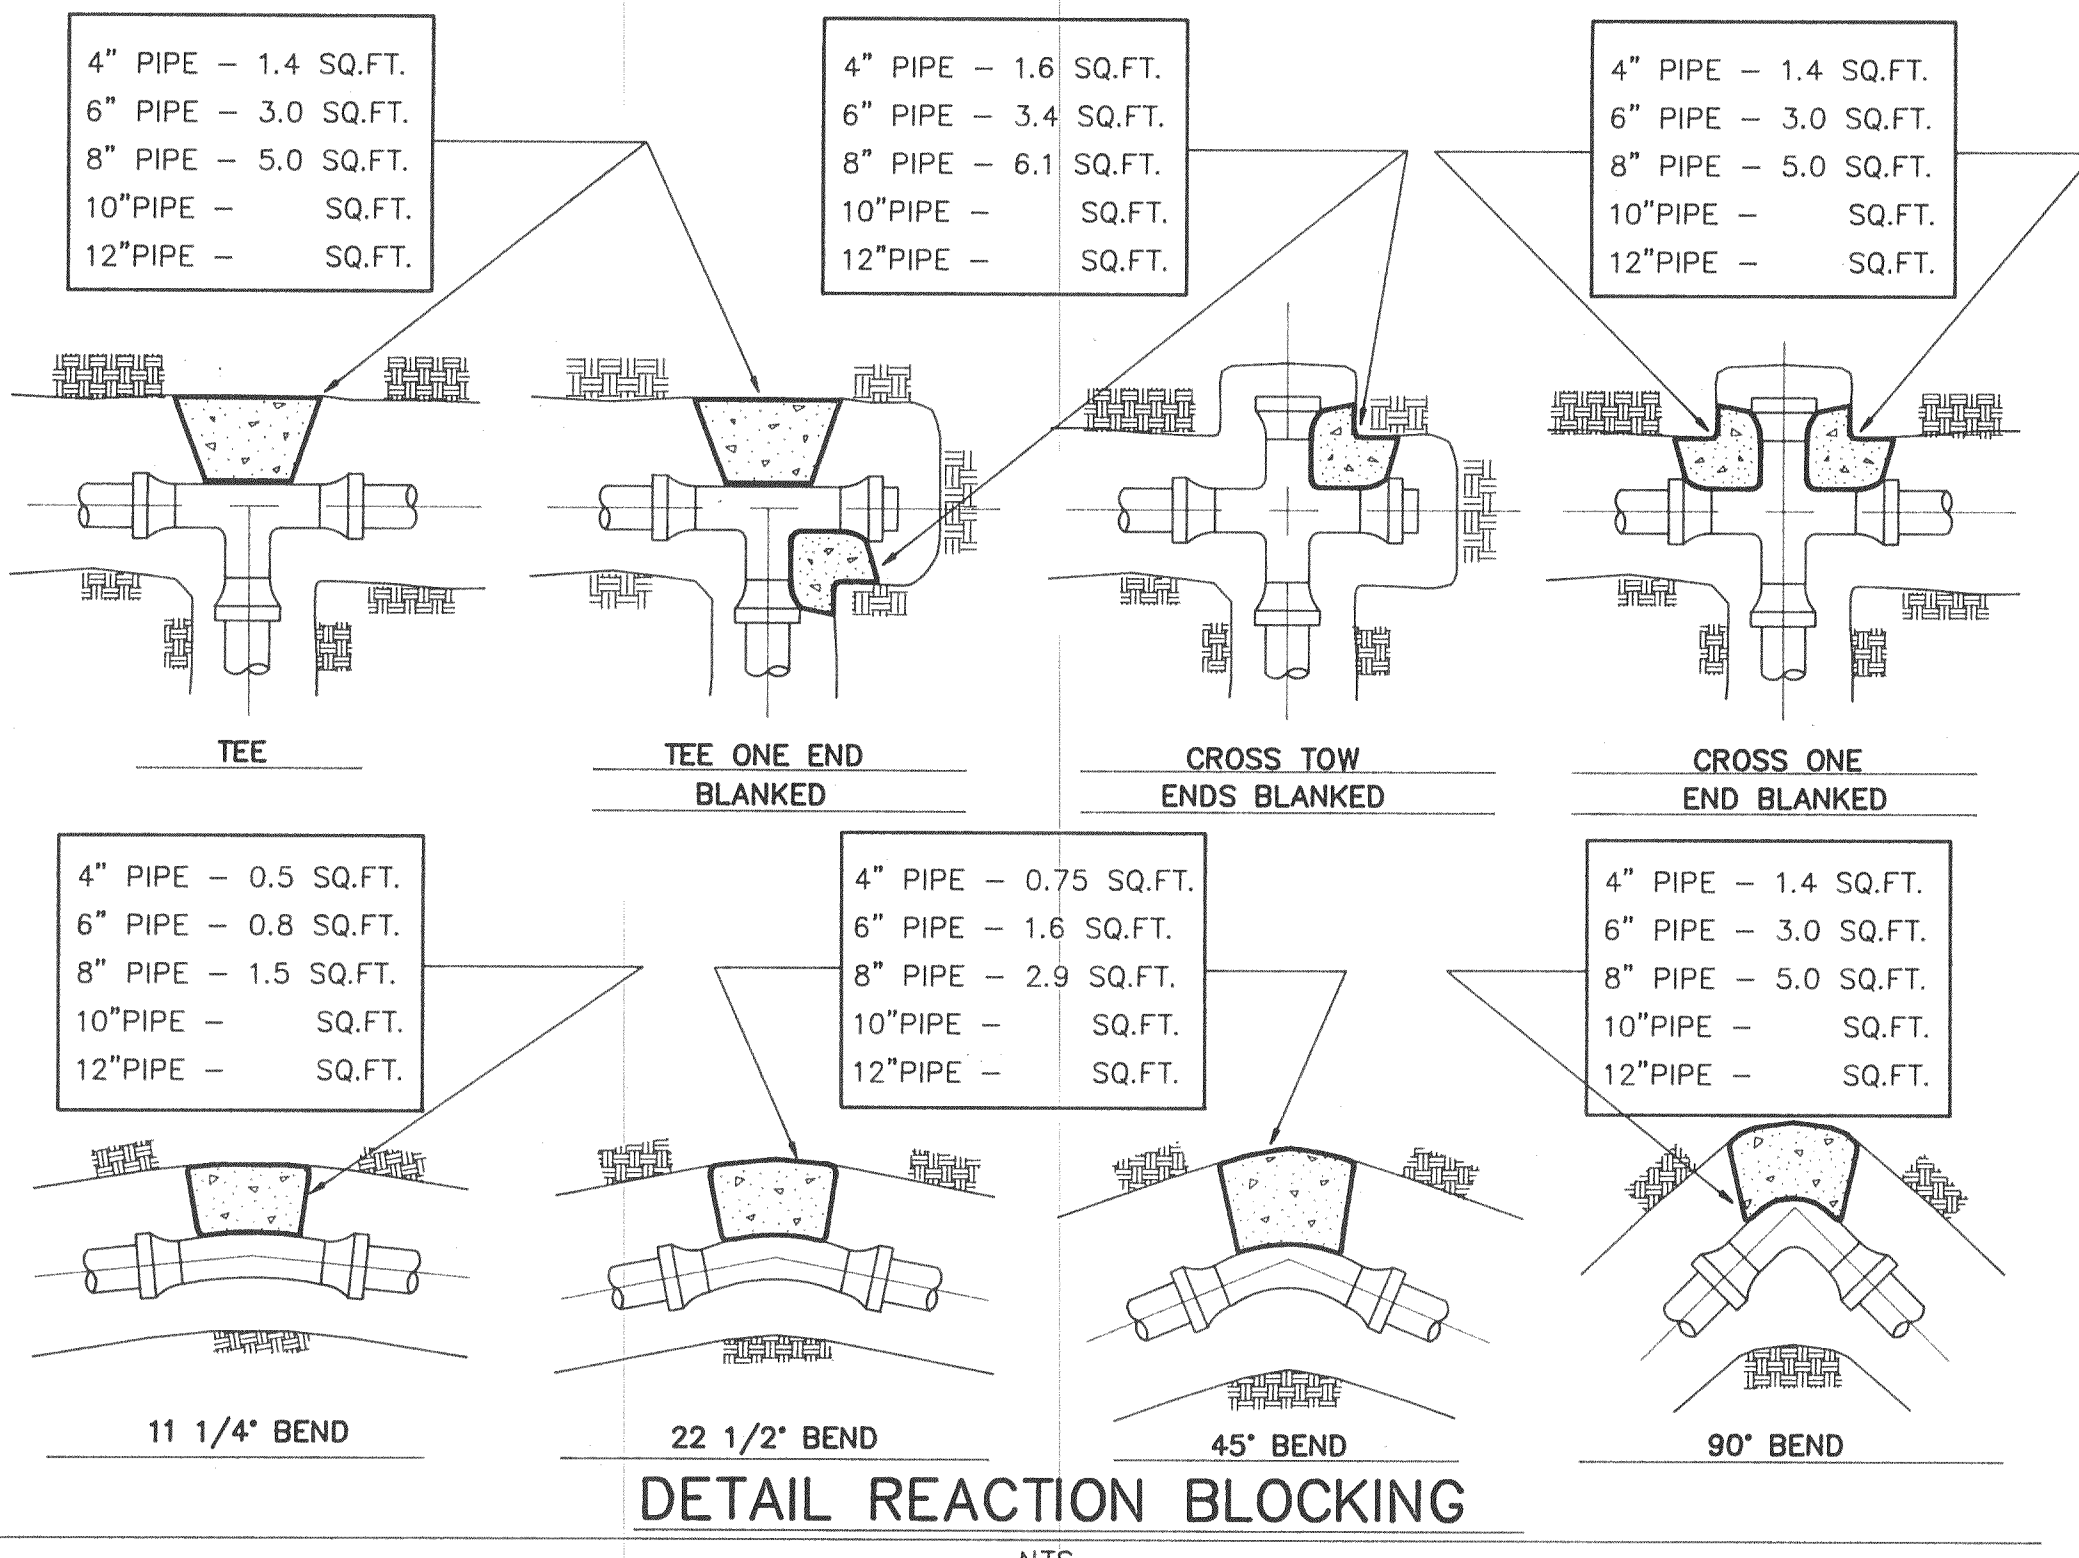 4" PIPE – 1.4 SQ.FT.
6" PIPE – 3.0 SQ.FT.
8" PIPE – 5.0 SQ.FT.
10"PIPE – SQ.FT.
12"PIPE – SQ.FT.
4" PIPE – 1.6 SQ.FT.
6" PIPE – 3.4 SQ.FT.
8" PIPE – 6.1 SQ.FT.
10"PIPE – SQ.FT.
12"PIPE – SQ.FT.
4" PIPE – 1.4 SQ.FT.
6" PIPE – 3.0 SQ.FT.
8" PIPE – 5.0 SQ.FT.
10"PIPE – SQ.FT.
12"PIPE – SQ.FT.
TEE
TEE ONE END
BLANKED
CROSS TOW
ENDS BLANKED
CROSS ONE
END BLANKED
4" PIPE – 0.5 SQ.FT.
6" PIPE – 0.8 SQ.FT.
8" PIPE – 1.5 SQ.FT.
10"PIPE – SQ.FT.
12"PIPE – SQ.FT.
4" PIPE – 0.75 SQ.FT.
6" PIPE – 1.6 SQ.FT.
8" PIPE – 2.9 SQ.FT.
10"PIPE – SQ.FT.
12"PIPE – SQ.FT.
4" PIPE – 1.4 SQ.FT.
6" PIPE – 3.0 SQ.FT.
8" PIPE – 5.0 SQ.FT.
10"PIPE – SQ.FT.
12"PIPE – SQ.FT.
11 1/4° BEND
22 1/2° BEND
45° BEND
90° BEND
DETAIL REACTION BLOCKING
NTS